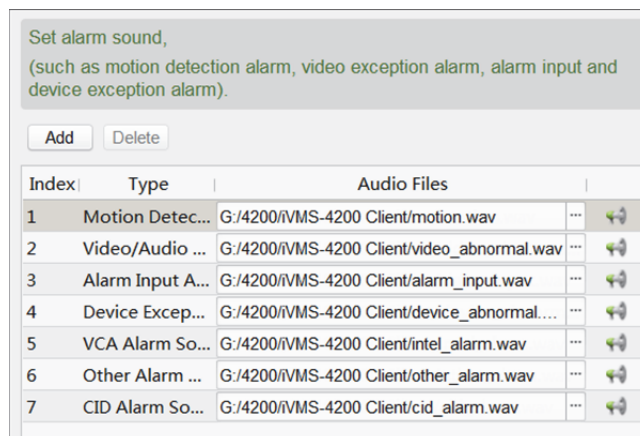 Set alarm sound,
(such as motion detection alarm, video exception alarm, alarm input and
device exception alarm).
Add Delete
Index Type Audio Files
1 Motion Detec... G:/4200/iVMS-4200 Client/motion.wav ...
2 Video/Audio ... G:/4200/iVMS-4200 Client/video_abnormal.wav ...
3 Alarm Input A... G:/4200/iVMS-4200 Client/alarm_input.wav ...
4 Device Excep... G:/4200/iVMS-4200 Client/device_abnormal.... ...
5 VCA Alarm So... G:/4200/iVMS-4200 Client/intel_alarm.wav ...
6 Other Alarm ... G:/4200/iVMS-4200 Client/other_alarm.wav ...
7 CID Alarm So... G:/4200/iVMS-4200 Client/cid_alarm.wav ...